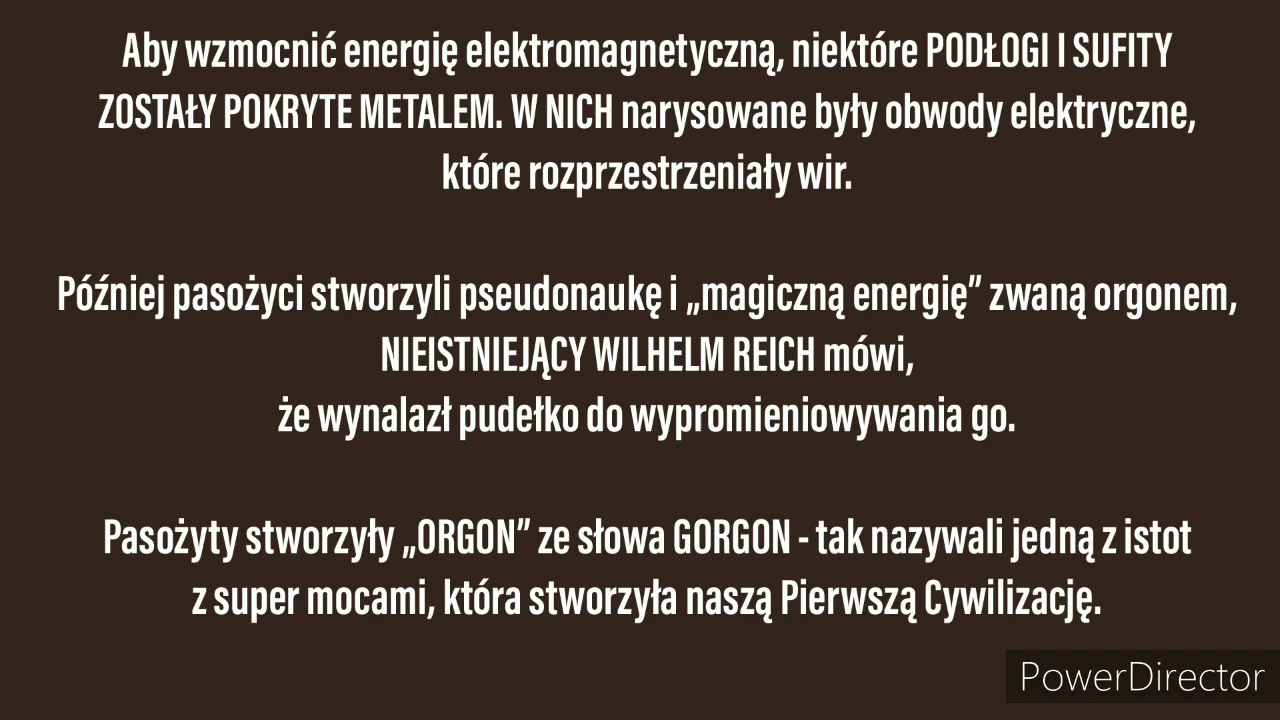 Aby wzmocnić energię elektromagnetyczną, niektóre PODŁOGI I SUFITY
ZOSTAŁY POKRYTE METALEM. W NICH narysowane były obwody elektryczne,
które rozprzestrzeniały wir.
Później pasożyci stworzyli pseudonaukę i „magiczną energię” zwaną orgonem,
NIEISTNIEJĄCY WILHELM REICH mówi,
że wynalazł pudełko do wypromieniowywania go.
Pasożyty stworzyły „ORGON” ze słowa GORGON - tak nazywali jedną z istot
z super mocami, która stworzyła naszą Pierwszą Cywilizację.
PowerDirector